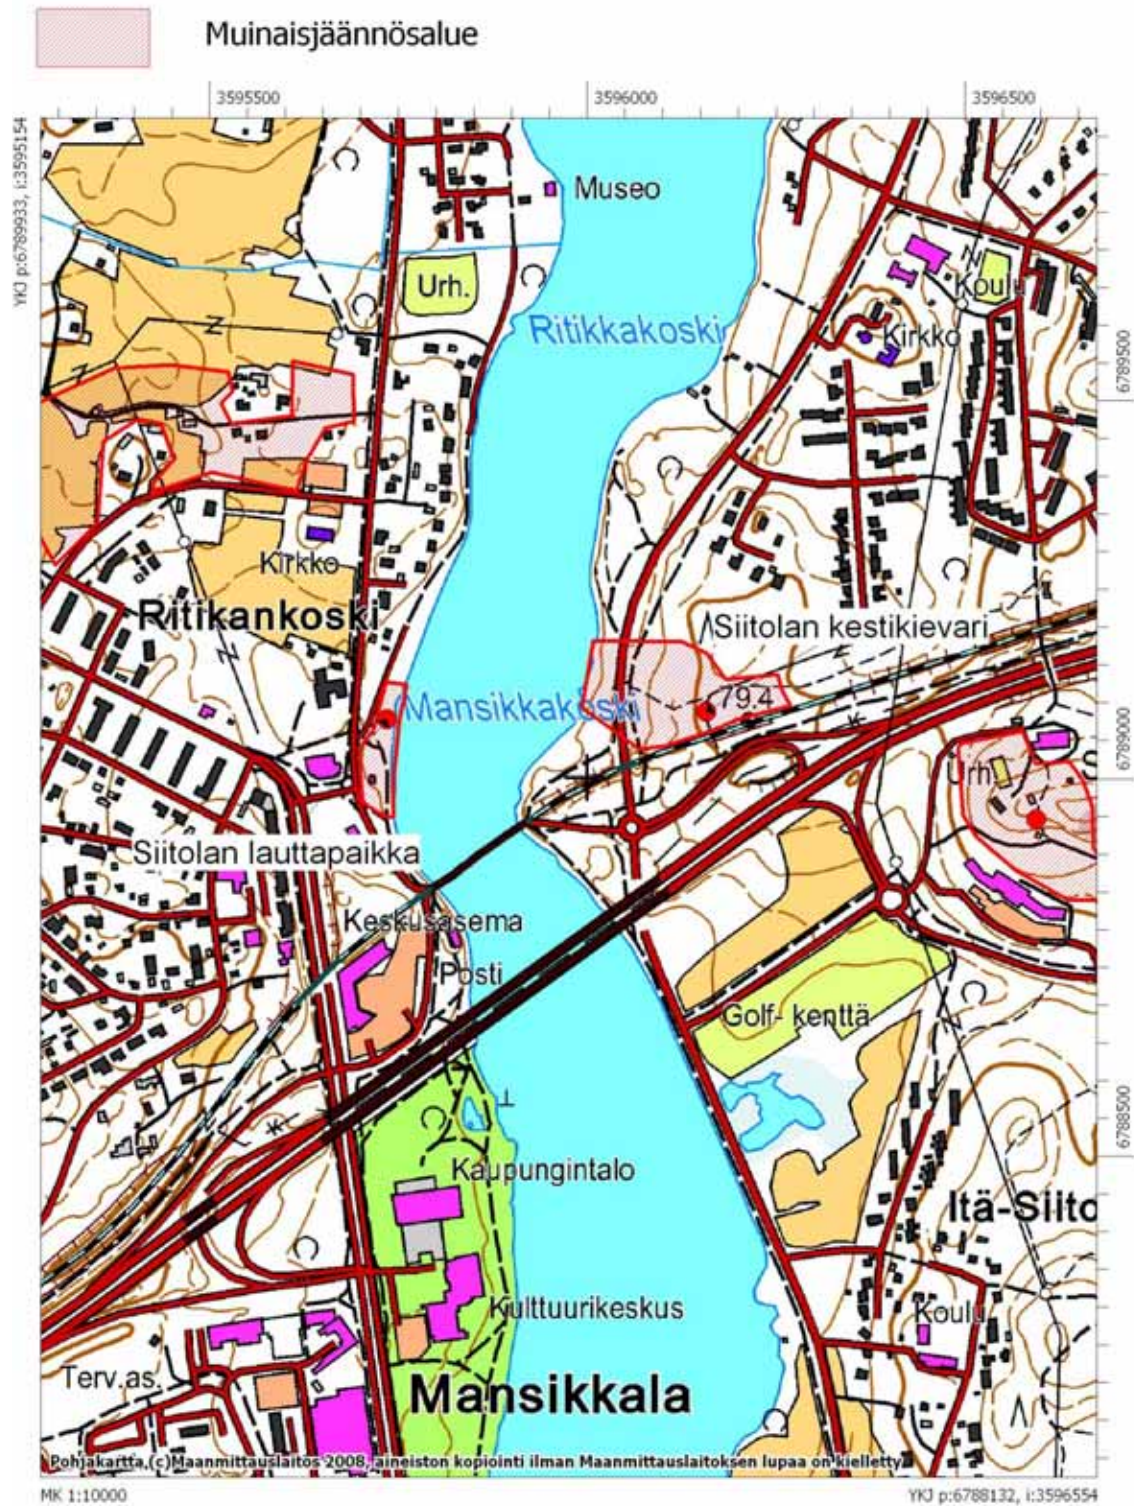 Muinaisjäännösalue
3595500
3596000
3596500
YKJ p:6789933, i:3595154
Museo
Urh.
Koulu
Ritikkakoski
Kirkko
6789500
Kirkko
Ritikankoski
Siitolan kestikievari
79.4
Mansikkakoski
6789000
Urh.
Siitolan lauttapaikka
Keskusasema
Posti
Golf- kenttä
6788500
Kaupungintalo
Itä-Siito
Kulttuurikeskus
Koulu
Terv.as.
Mansikkala
Pohjakartta,(c)Maanmittauslaitos 2008, aineiston kopiointi ilman Maanmittauslaitoksen lupaa on kielletty
MK 1:10000
YKJ p:6788132, i:3596554